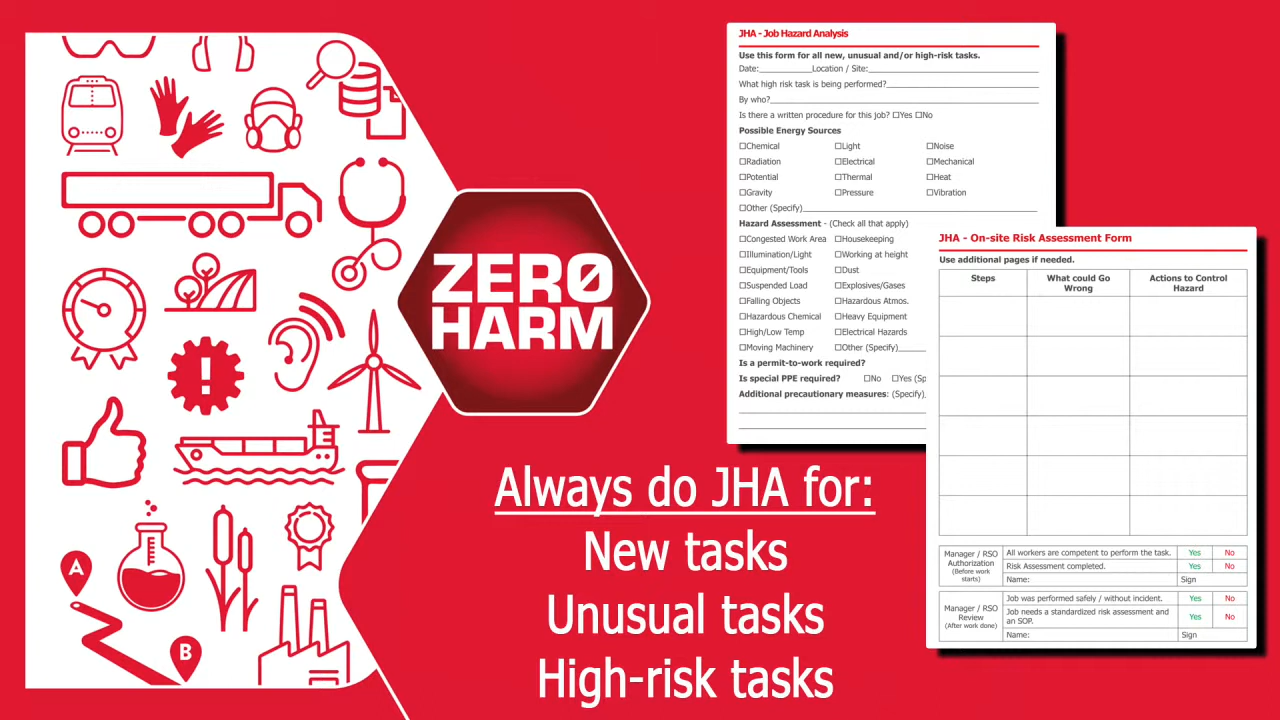 ZERO
HARM
Always do JHA for:
New tasks
Unusual tasks
High-risk tasks
JHA - Job Hazard Analysis
Use this form for all new, unusual and/or high-risk tasks.
Date:____________Location / Site:____________
What high risk task is being performed?____________
By who?____________
Is there a written procedure for this job? ☐Yes ☐No
Possible Energy Sources
☐Chemical ☐Light ☐Noise
☐Radiation ☐Electrical ☐Mechanical
☐Potential ☐Thermal ☐Heat
☐Gravity ☐Pressure ☐Vibration
☐Other (Specify)____________
Hazard Assessment - (Check all that apply)
☐Congested Work Area ☐Housekeeping
☐Illumination/Light ☐Working at height
☐Equipment/Tools ☐Dust
☐Suspended Load ☐Explosives/Gases
☐Falling Objects ☐Hazardous Atmos.
☐Hazardous Chemical ☐Heavy Equipment
☐High/Low Temp ☐Electrical Hazards
☐Moving Machinery ☐Other (Specify)______
Is a permit-to-work required?
Is special PPE required? ☐No ☐Yes (Sp
Additional precautionary measures: (Specify)
JHA - On-site Risk Assessment Form
Use additional pages if needed.
Steps What could Go Wrong Actions to Control Hazard
Manager / RSO
Authorization
(Before work
starts)
All workers are competent to perform the task. Yes No
Risk Assessment completed. Yes No
Name: Sign
Manager / RSO
Review
(After work done)
Job was performed safely / without incident. Yes No
Job needs a standardized risk assessment and
an SOP. Yes No
Name: Sign
A
B